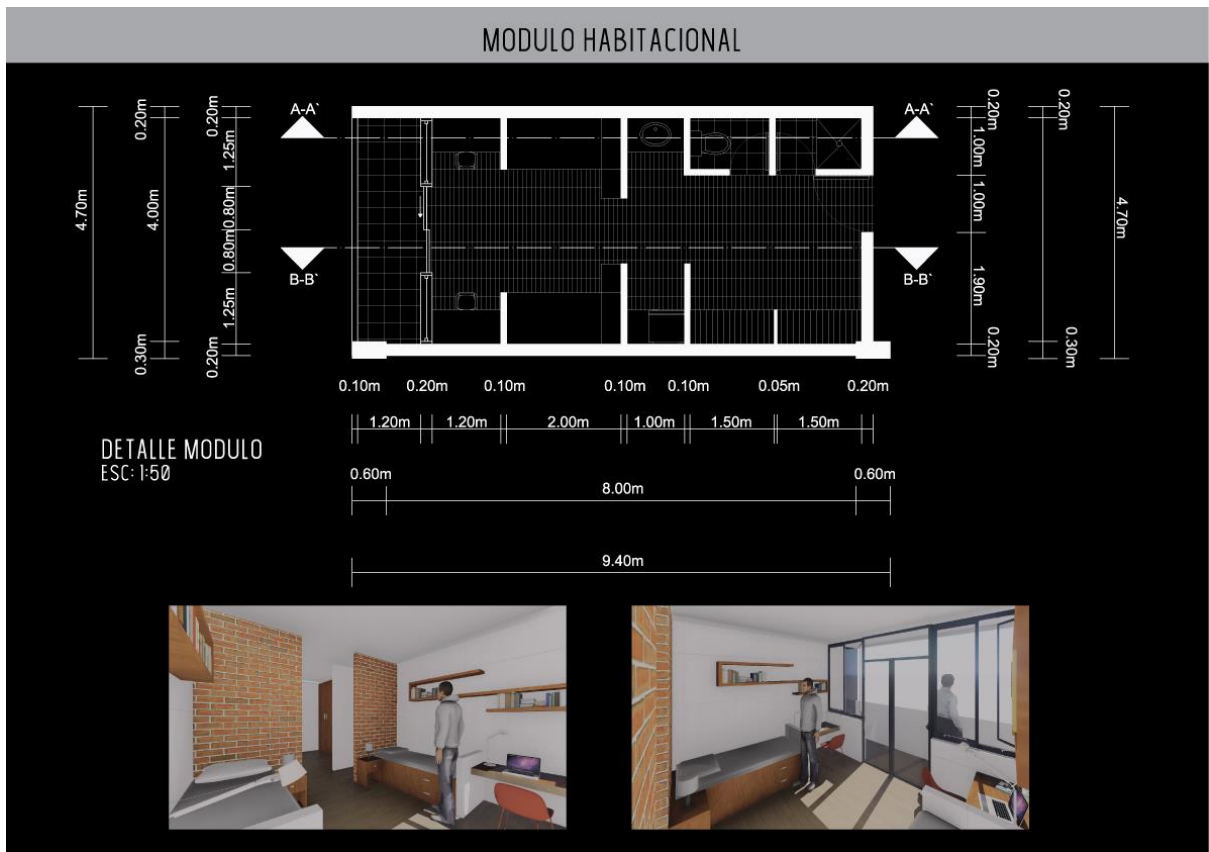 MODULO HABITACIONAL
4.70m
0.20m
4.00m
0.30m
0.20m
1.25m
0.80m
0.80m
1.25m
0.20m
A-A`
B-B`
A-A`
B-B`
0.20m
1.00m
1.00m
1.90m
0.20m
0.20m
0.30m
4.70m
0.10m 0.20m 0.10m 0.10m 0.10m 0.05m 0.20m
1.20m 1.20m 2.00m 1.00m 1.50m 1.50m
DETALLE MODULO
ESC: 1:50
0.60m 8.00m 0.60m
9.40m